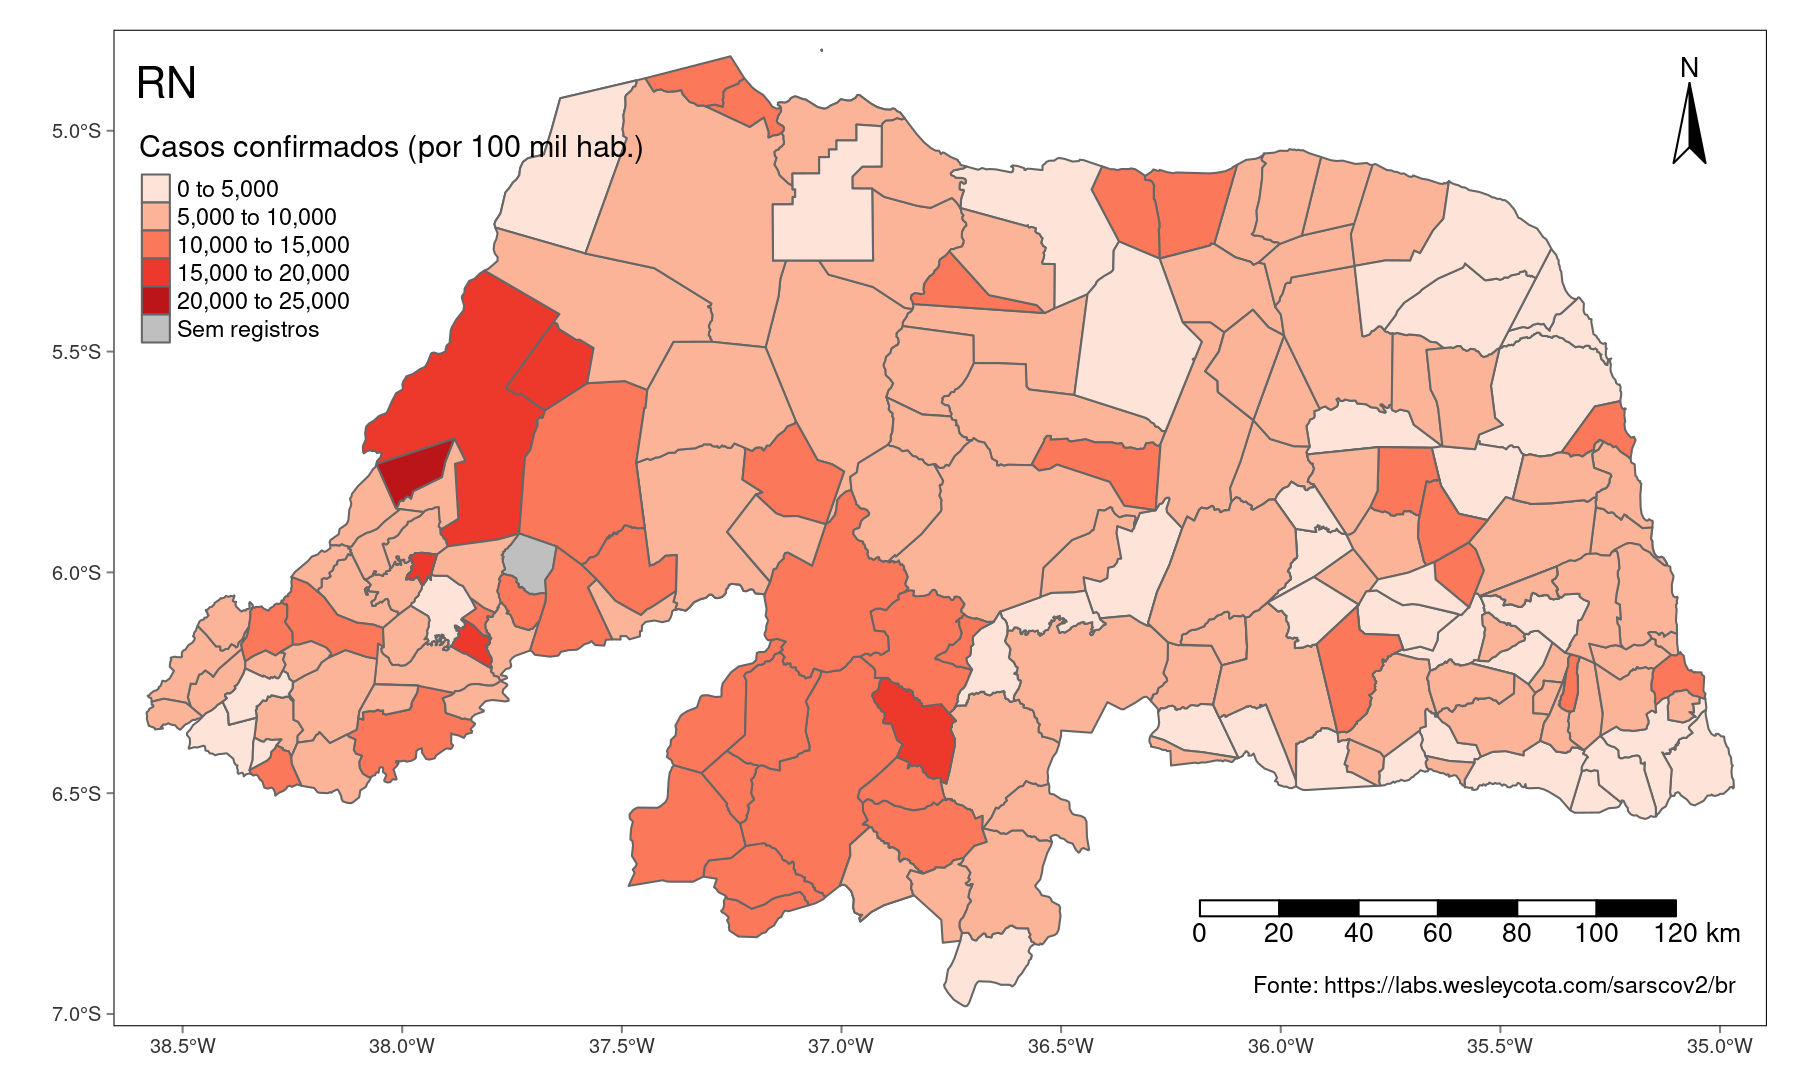 RN
N
Casos confirmados (por 100 mil hab.)
0 to 5,000
5,000 to 10,000
10,000 to 15,000
15,000 to 20,000
20,000 to 25,000
Sem registros
5.0°S
5.5°S
6.0°S
6.5°S
7.0°S
0 20 40 60 80 100 120 km
Fonte: https://labs.wesleycota.com/sarscov2/br
38.5°W 38.0°W 37.5°W 37.0°W 36.5°W 36.0°W 35.5°W 35.0°W